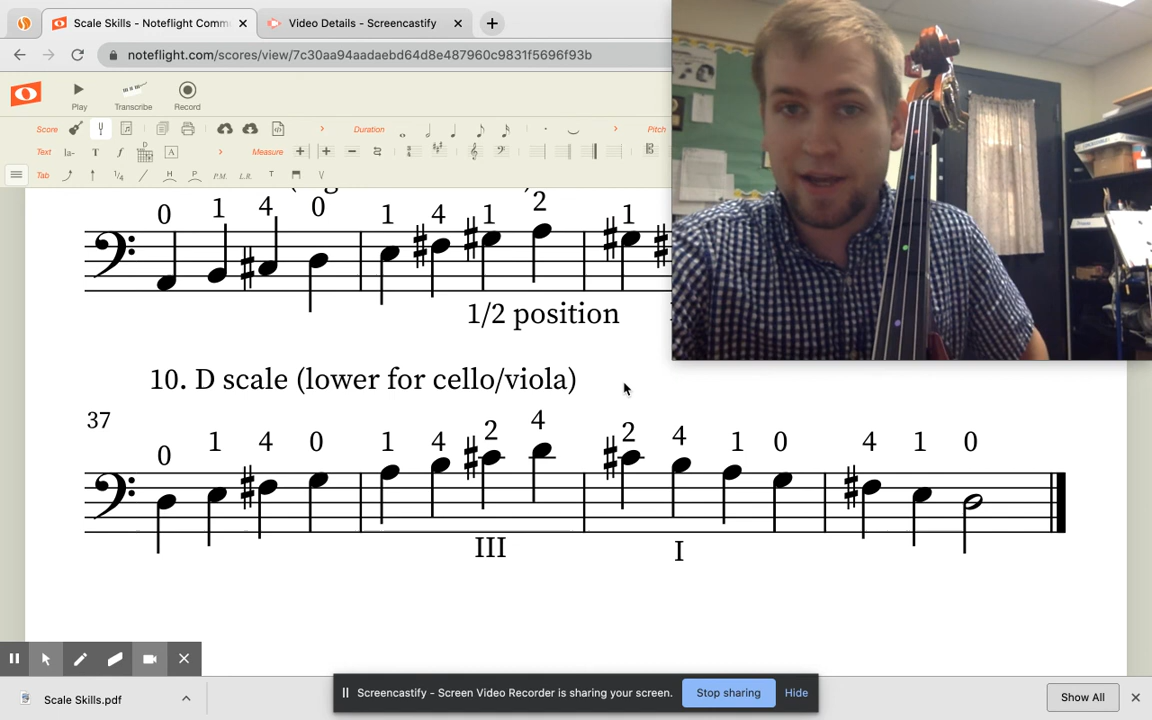 Scale Skills - Noteflight Comm
Video Details - Screencastify
noteflight.com/scores/view/7c30aa94aadaebd64d8e487960c9831f5696f93b
Play
Transcribe
Record
Score
Duration
Pitch
Text
la-
T
f
D
A
Measure
Tab
1/4
H
P
P.M.
L.R.
T
V
0 1 4 0 1 4 1 2 1
1/2 position
10. D scale (lower for cello/viola)
37
0 1 4 0 1 4 2 4 2 4 1 0 4 1 0
III I
Scale Skills.pdf
Screencastify - Screen Video Recorder is sharing your screen.
Stop sharing
Hide
Show All